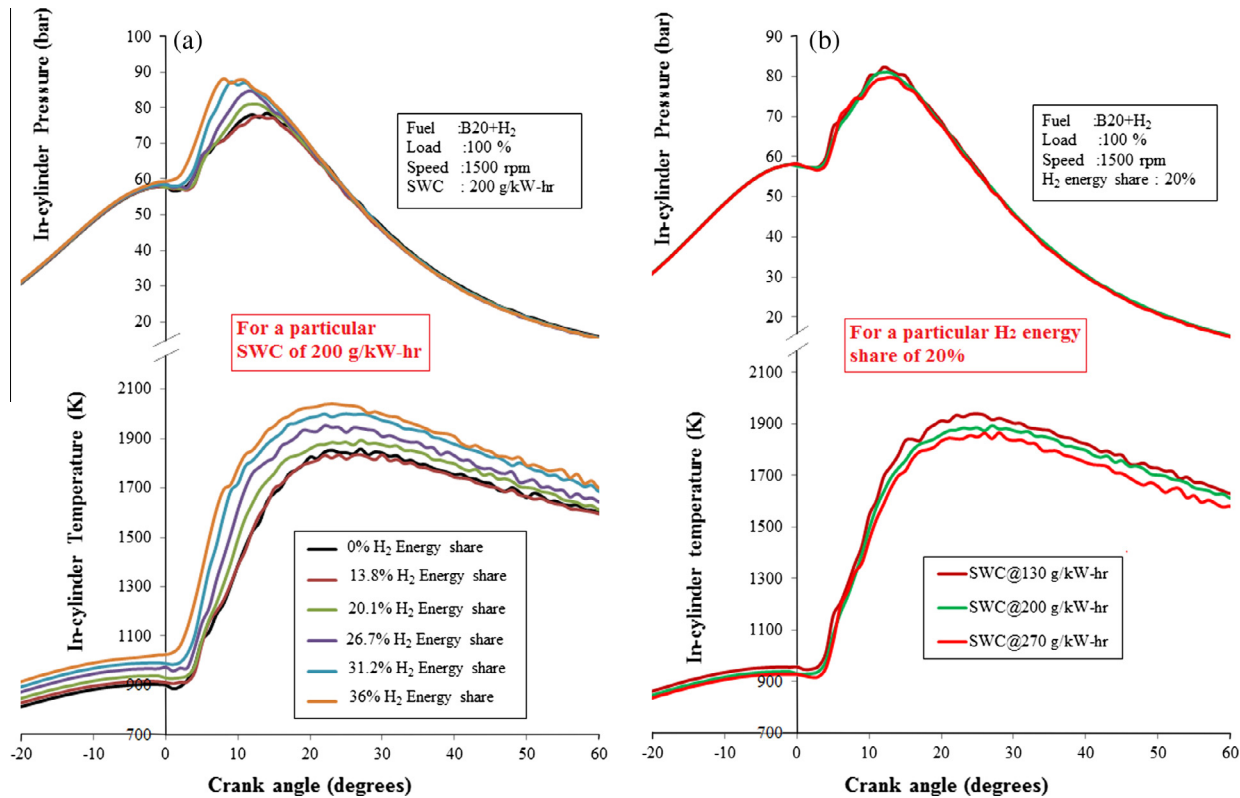 (a)
In-cylinder Pressure (bar)
100
90
80
70
60
50
40
30
20
Fuel :B20+H2
Load :100 %
Speed :1500 rpm
SWC : 200 g/kW-hr
For a particular
SWC of 200 g/kW-hr
In-cylinder Temperature (K)
2100
1900
1700
1500
1300
1100
900
700
0% H2 Energy share
13.8% H2 Energy share
20.1% H2 Energy share
26.7% H2 Energy share
31.2% H2 Energy share
36% H2 Energy share
-20 -10 0 10 20 30 40 50 60
Crank angle (degrees)
(b)
In-cylinder Pressure (bar)
90
80
70
60
50
40
30
20
Fuel :B20+H2
Load :100 %
Speed :1500 rpm
H2 energy share : 20%
For a particular H2 energy
share of 20%
In-cylinder temperature (K)
2100
1900
1700
1500
1300
1100
900
700
SWC@130 g/kW-hr
SWC@200 g/kW-hr
SWC@270 g/kW-hr
-20 -10 0 10 20 30 40 50 60
Crank angle (degrees)